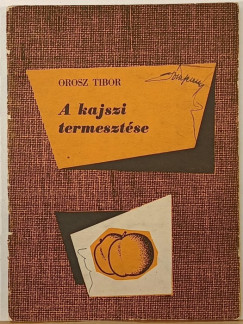 OROSZ TIBOR
A kajszi
termesztése